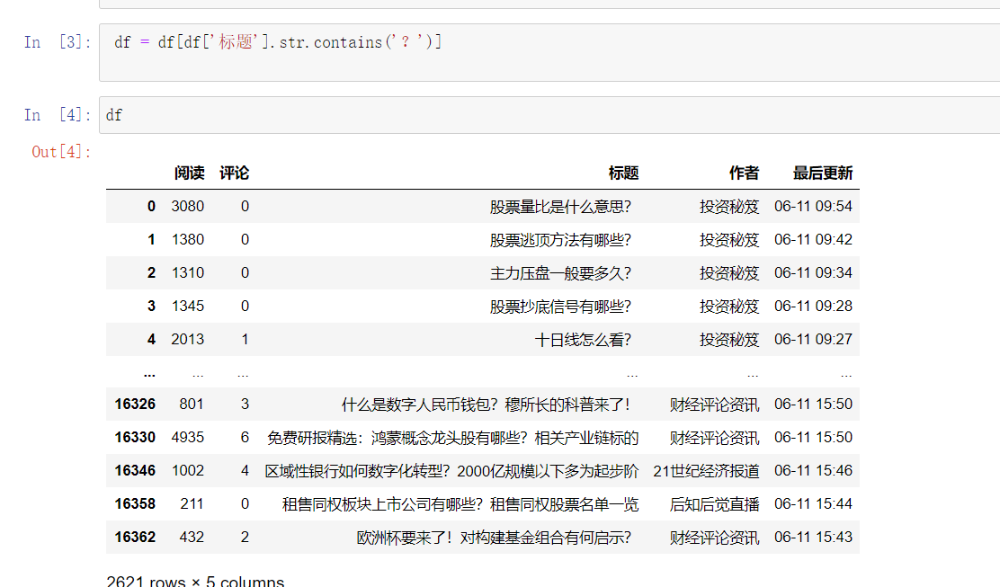 In [3]: df = df[df['标题'].str.contains('？')]
In [4]: df
Out[4]:
阅读 评论 标题 作者 最后更新
0 3080 0 股票量比是什么意思？ 投资秘笈 06-11 09:54
1 1380 0 股票逃顶方法有哪些？ 投资秘笈 06-11 09:42
2 1310 0 主力压盘一般要多久？ 投资秘笈 06-11 09:34
3 1345 0 股票抄底信号有哪些？ 投资秘笈 06-11 09:28
4 2013 1 十日线怎么看？ 投资秘笈 06-11 09:27
... ... ... ... ... ...
16326 801 3 什么是数字人民币钱包？穆所长的科普来了！ 财经评论资讯 06-11 15:50
16330 4935 6 免费研报精选：鸿蒙概念龙头股有哪些？相关产业链标的 财经评论资讯 06-11 15:50
16346 1002 4 区域性银行如何数字化转型？2000亿规模以下多为起步阶 21世纪经济报道 06-11 15:46
16358 211 0 租售同权板块上市公司有哪些？租售同权股票名单一览 后知后觉直播 06-11 15:44
16362 432 2 欧洲杯要来了！对构建基金组合有何启示？ 财经评论资讯 06-11 15:43
2621 rows × 5 columns